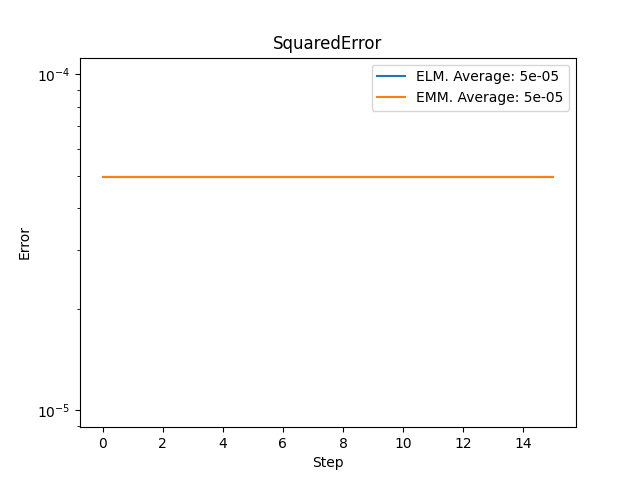 SquaredError
ELM. Average: 5e-05
EMM. Average: 5e-05
10⁻⁴
10⁻⁵
Error
0 2 4 6 8 10 12 14
Step